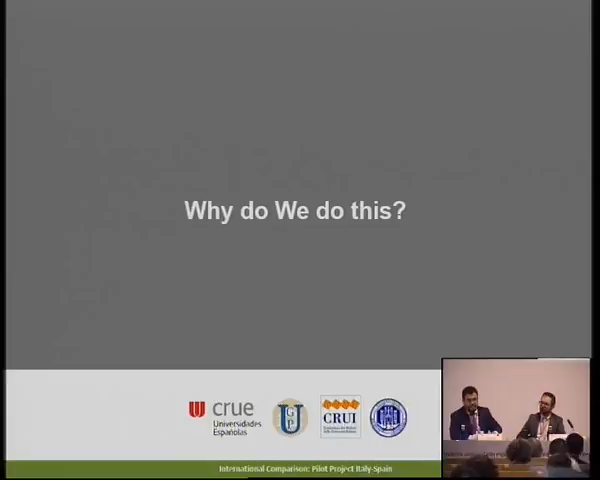 Why do We do this?
crue
Universidades
Españolas
U
G
P
CRUI
International Comparison: Pilot Project Italy-Spain